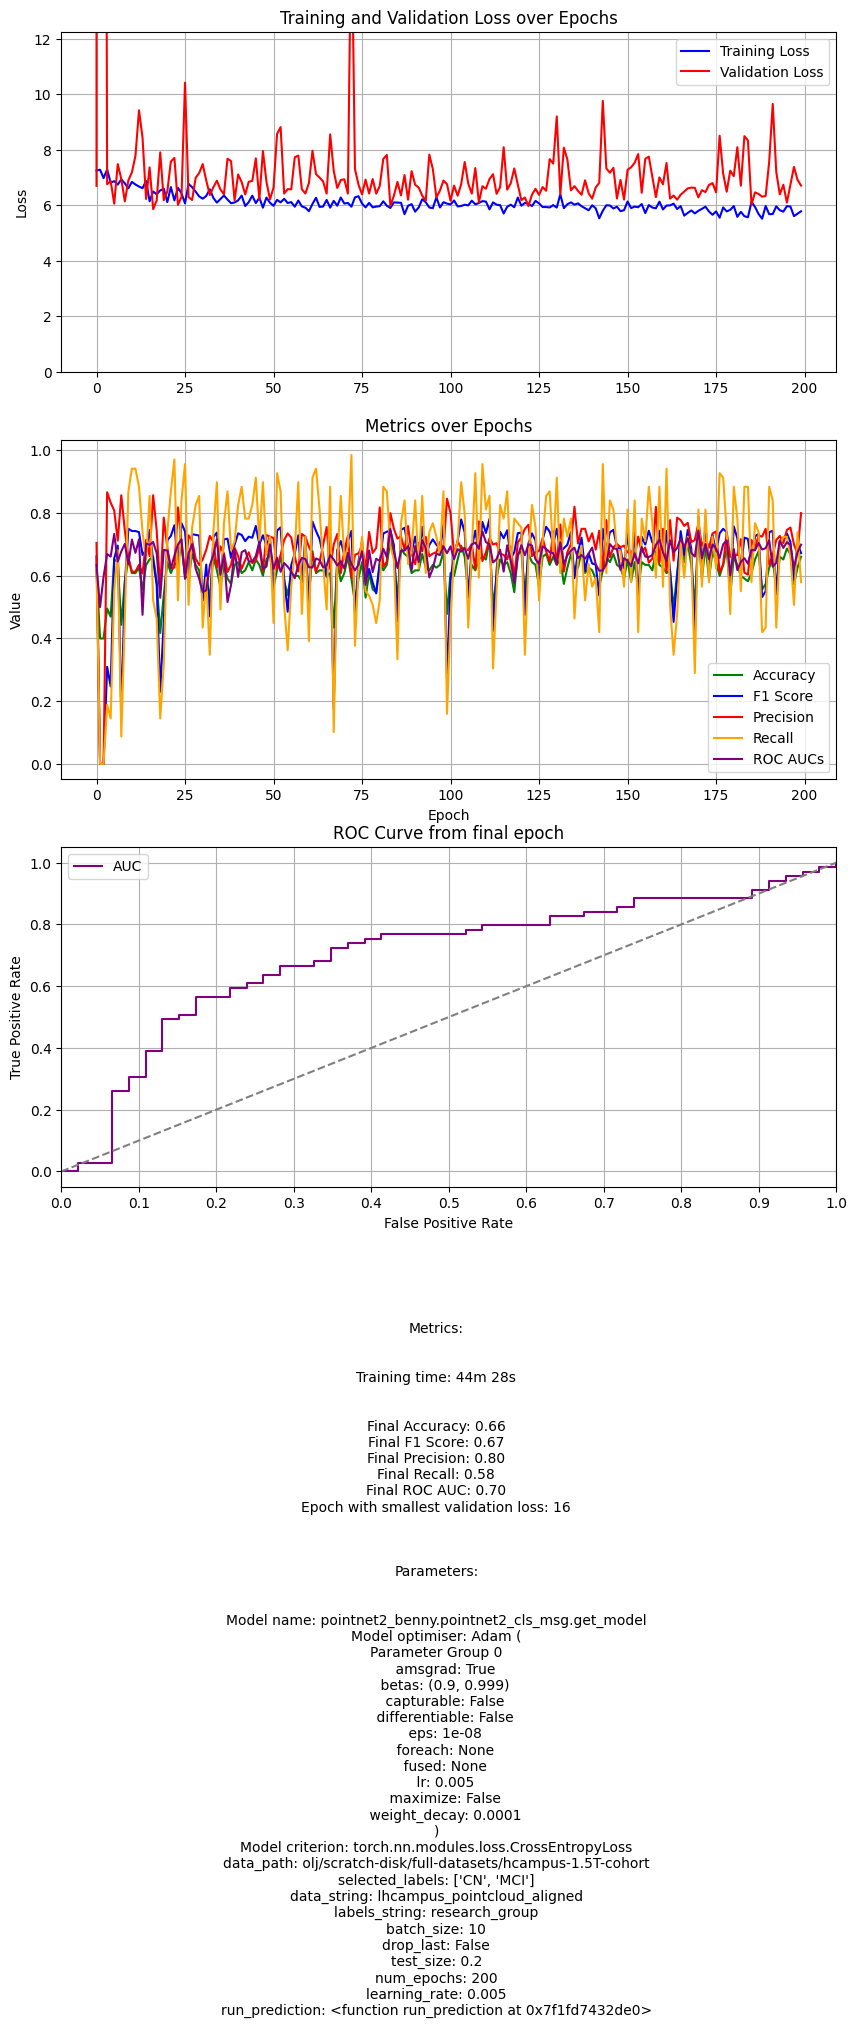 Training and Validation Loss over Epochs
12
10
8
6
4
2
0
Loss
Training Loss
Validation Loss
0 25 50 75 100 125 150 175 200
Metrics over Epochs
1.0
0.8
0.6
0.4
0.2
0.0
Value
Accuracy
F1 Score
Precision
Recall
ROC AUCs
0 25 50 75 100 125 150 175 200
Epoch
ROC Curve from final epoch
1.0
0.8
0.6
0.4
0.2
0.0
True Positive Rate
AUC
0.0 0.1 0.2 0.3 0.4 0.5 0.6 0.7 0.8 0.9 1.0
False Positive Rate
Metrics:
Training time: 44m 28s
Final Accuracy: 0.66
Final F1 Score: 0.67
Final Precision: 0.80
Final Recall: 0.58
Final ROC AUC: 0.70
Epoch with smallest validation loss: 16
Parameters:
Model name: pointnet2_benny.pointnet2_cls_msg.get_model
Model optimiser: Adam (
Parameter Group 0
amsgrad: True
betas: (0.9, 0.999)
capturable: False
differentiable: False
eps: 1e-08
foreach: None
fused: None
lr: 0.005
maximize: False
weight_decay: 0.0001
)
Model criterion: torch.nn.modules.loss.CrossEntropyLoss
data_path: olj/scratch-disk/full-datasets/hcampus-1.5T-cohort
selected_labels: ['CN', 'MCI']
data_string: lhcampus_pointcloud_aligned
labels_string: research_group
batch_size: 10
drop_last: False
test_size: 0.2
num_epochs: 200
learning_rate: 0.005
run_prediction: <function run_prediction at 0x7f1fd7432de0>